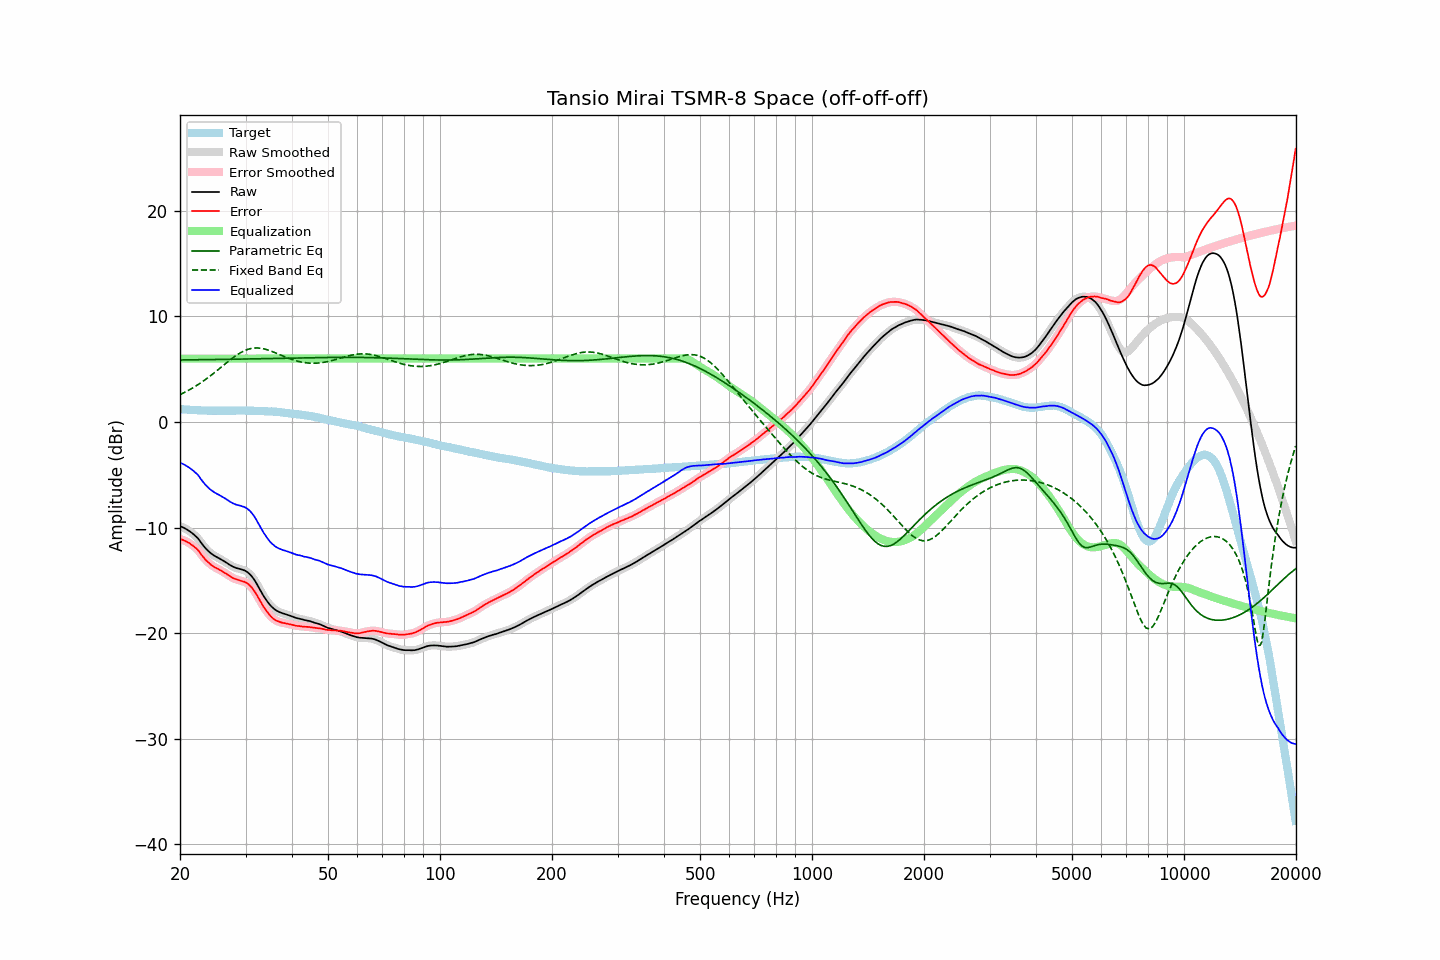 Tansio Mirai TSMR-8 Space (off-off-off)
Target
Raw Smoothed
Error Smoothed
Raw
Error
Equalization
Parametric Eq
Fixed Band Eq
Equalized
Amplitude (dBr)
20
10
0
−10
−20
−30
−40
20 50 100 200 500 1000 2000 5000 10000 20000
Frequency (Hz)